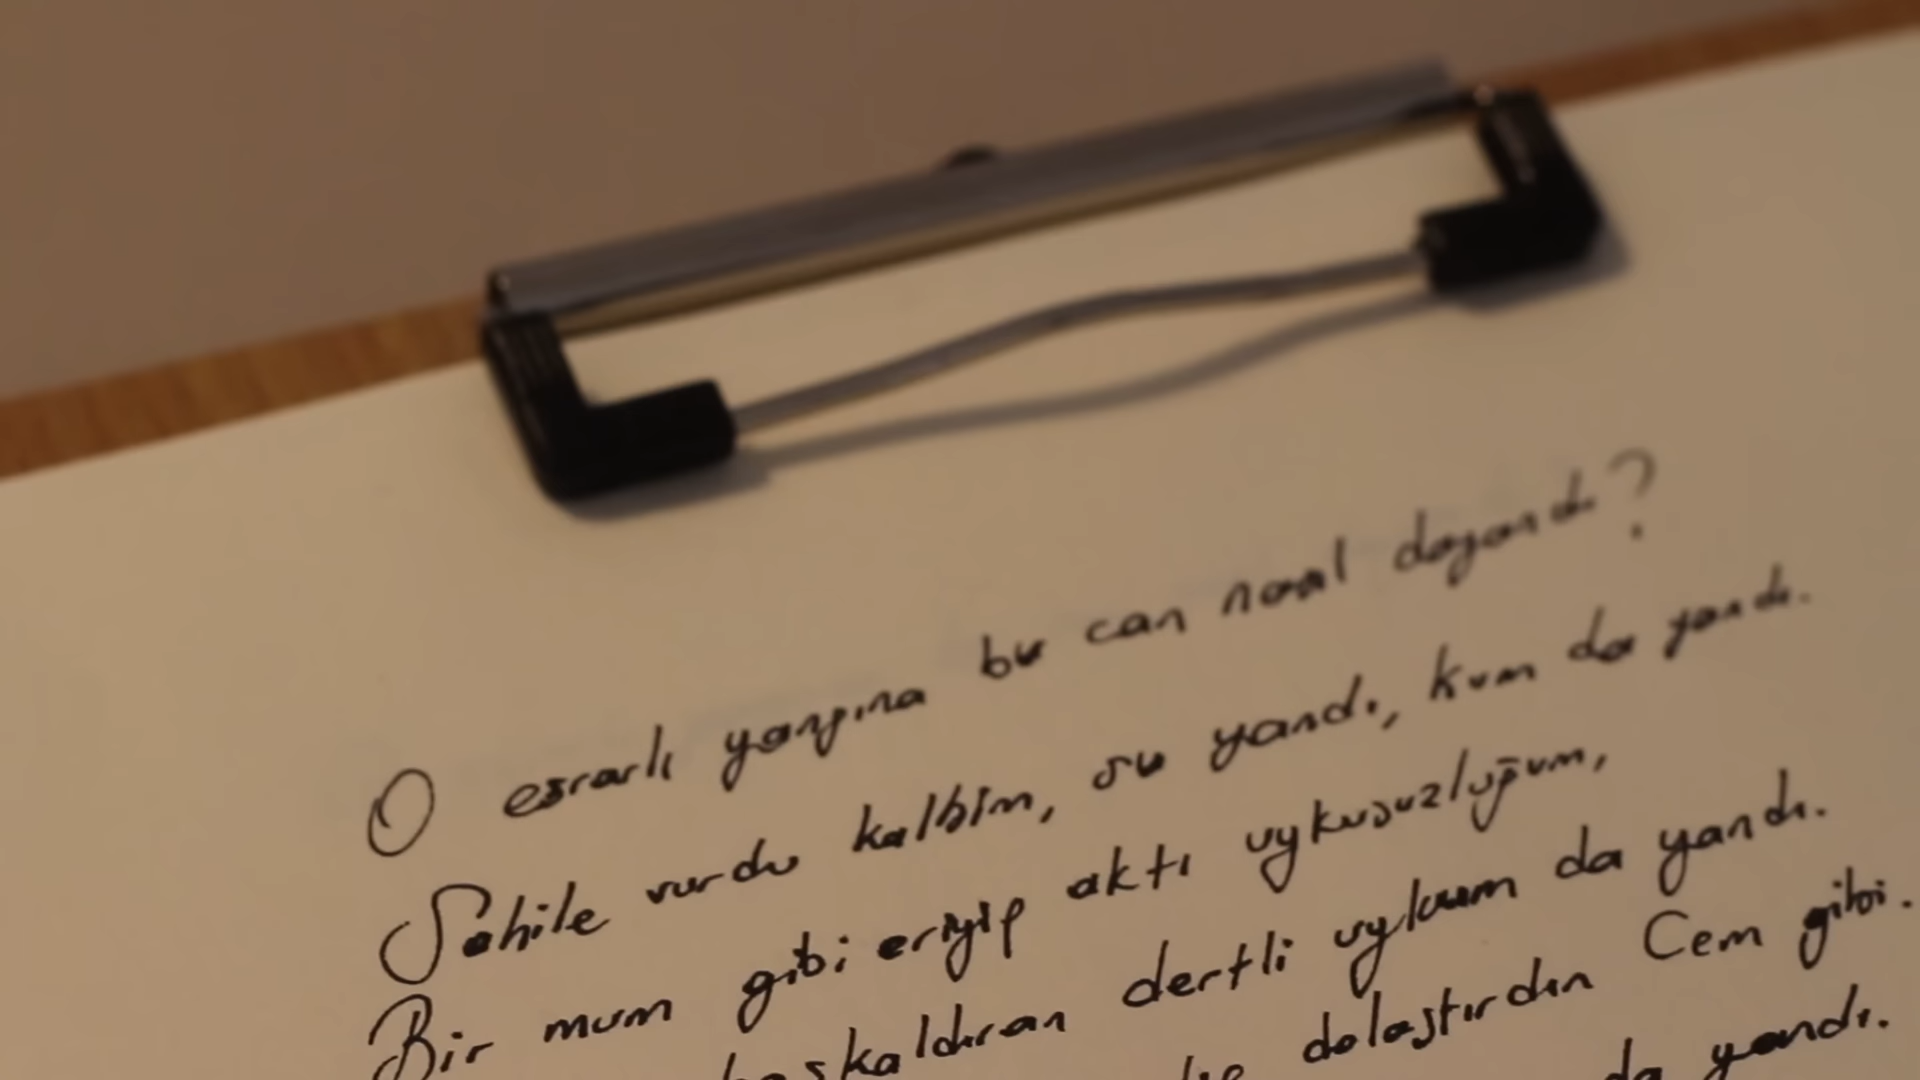 O esrarlı yangına bu can nasıl dayandı?
Sahile vurdu kalbim, su yandı, kum da yandı.
Bir mum gibi eriyip aktı uykusuzluğum,
başkaldıran dertli uykum da yandı.
dolaştırdın Cem gibi.
da yandı.